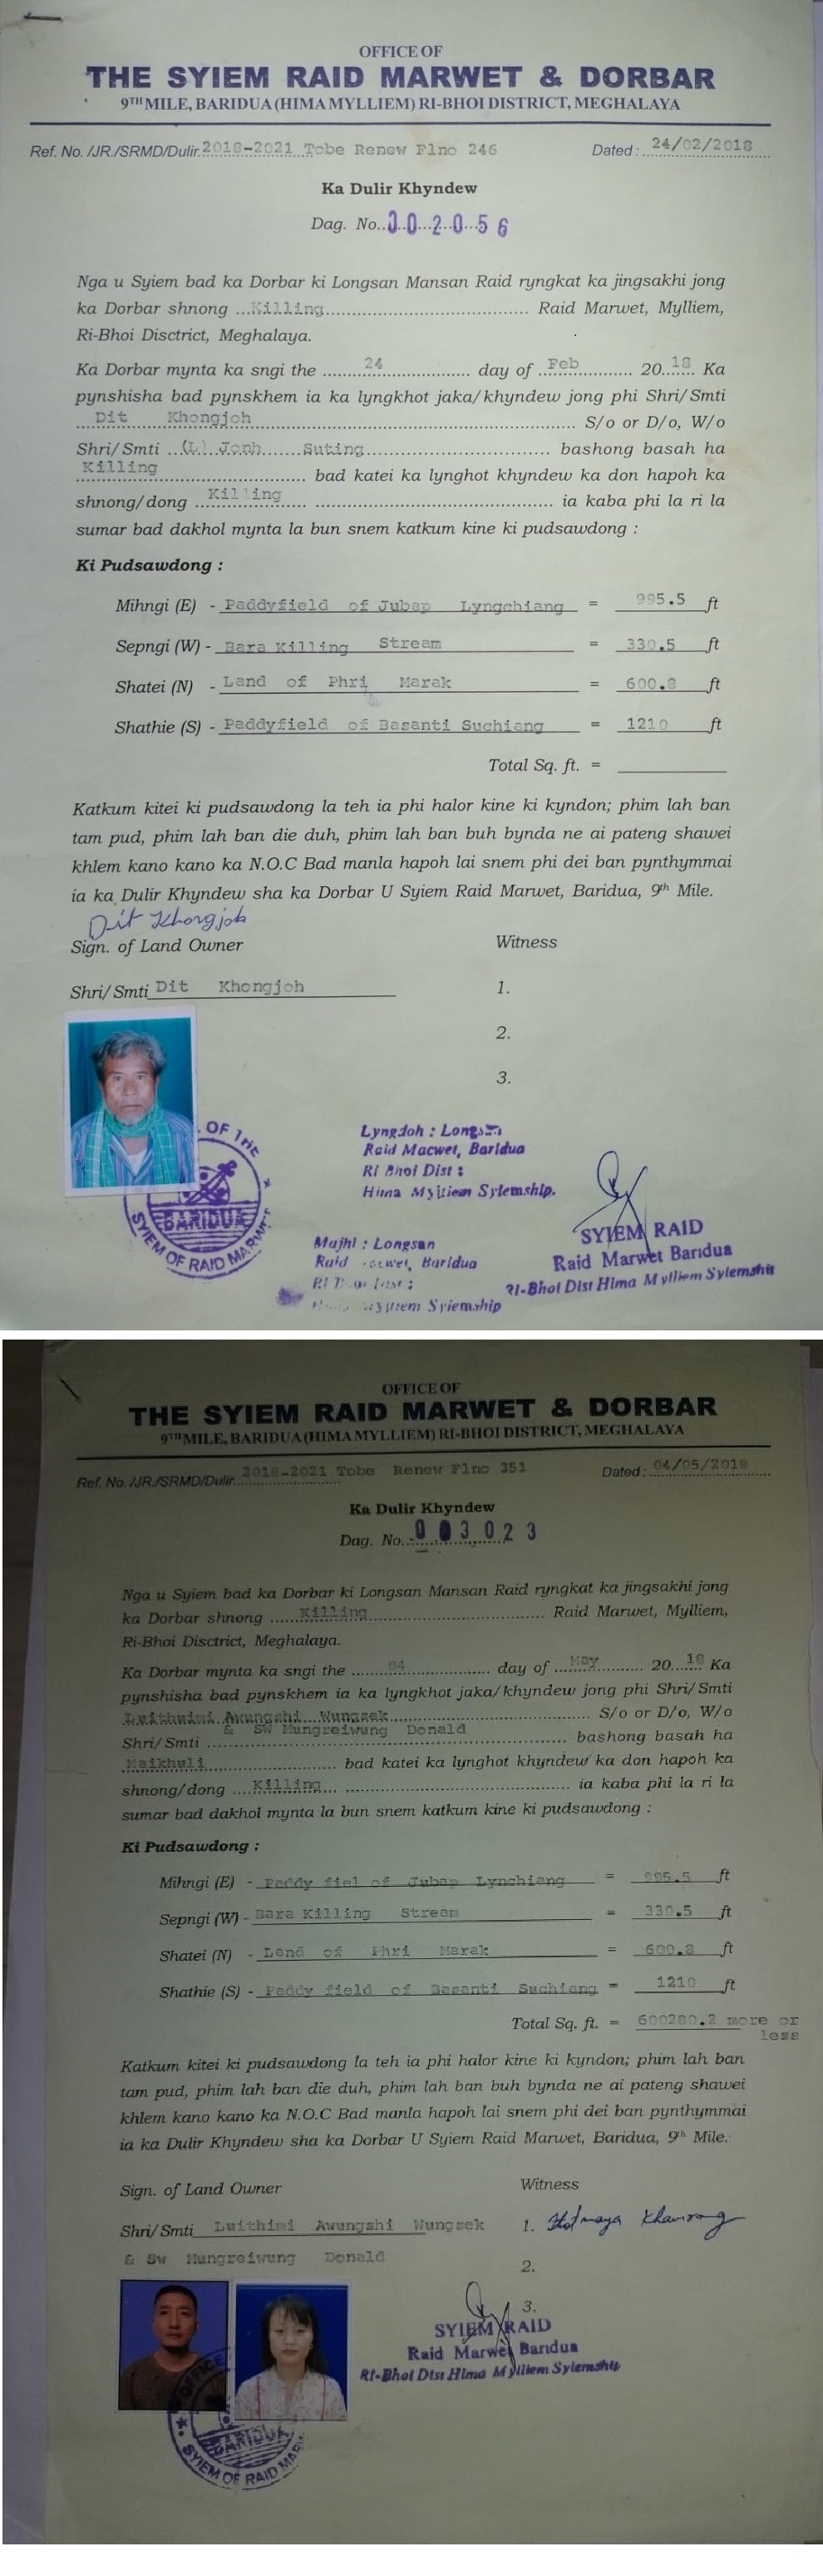 OFFICE OF
THE SYIEM RAID MARWET & DORBAR
9TH MILE, BARIDUA (HIMA MYLLIEM) RI-BHOI DISTRICT, MEGHALAYA
Ref. No. /JR./SRMD/Dulir 2018-2021 Tobe Renew Flno 246 Dated : 24/02/2018
Ka Dulir Khyndew
Dag. No. 002056
Nga u Syiem bad ka Dorbar ki Longsan Mansan Raid ryngkat ka jingsakhi jong
ka Dorbar shnong ...Killing... Raid Marwet, Mylliem,
Ri-Bhoi Disctrict, Meghalaya.
Ka Dorbar mynta ka sngi the ...24... day of ...Feb... 20...18... Ka
pynshisha bad pynskhem ia ka lyngkhot jaka/khyndew jong phi Shri/Smti
Dit Khongjoh S/o or D/o, W/o
Shri/Smti ...(L) Jonh Suting... bashong basah ha
Killing bad katei ka lynghot khyndew ka don hapoh ka
shnong/dong ...Killing... ia kaba phi la ri la
sumar bad dakhol mynta la bun snem katkum kine ki pudsawdong :
Ki Pudsawdong :
Mihngi (E) - Paddyfield of Jubap Lyngchiang = 995.5 ft
Sepngi (W) - Bara Killing Stream = 330.5 ft
Shatei (N) - Land of Phri Marak = 600.8 ft
Shathie (S) - Paddyfield of Basanti Suchiang = 1210 ft
Total Sq. ft. =
Katkum kitei ki pudsawdong la teh ia phi halor kine ki kyndon; phim lah ban
tam pud, phim lah ban die duh, phim lah ban buh bynda ne ai pateng shawei
khlem kano kano ka N.O.C Bad manla hapoh lai snem phi dei ban pynthymmai
ia ka Dulir Khyndew sha ka Dorbar U Syiem Raid Marwet, Baridua, 9th Mile.
Dit Khongjoh
Sign. of Land Owner Witness
Shri/Smti Dit Khongjoh 1.
2.
3.
OF THE
BARIDUA
SYIEM OF RAID MARWET
Lyngdoh : Longsan
Raid Macwet, Baridua
Ri Bhoi Dist :
Hima Mylliem Syiemship.
Majhi : Longsan
Raid Baridua
Syiemship
SYIEM RAID
Raid Marwet Baridua
RI-Bhoi Dist Hima Mylliem Syiemship
OFFICE OF
THE SYIEM RAID MARWET & DORBAR
9TH MILE, BARIDUA (HIMA MYLLIEM) RI-BHOI DISTRICT, MEGHALAYA
Ref. No. /JR./SRMD/Dulir 2018-2021 Tobe Renew Flno 351 Dated : 04/05/2018
Ka Dulir Khyndew
Dag. No. 003023
Nga u Syiem bad ka Dorbar ki Longsan Mansan Raid ryngkat ka jingsakhi jong
ka Dorbar shnong ...Killing... Raid Marwet, Mylliem,
Ri-Bhoi Disctrict, Meghalaya.
Ka Dorbar mynta ka sngi the ...04... day of ...May... 20...18 Ka
pynshisha bad pynskhem ia ka lyngkhot jaka/khyndew jong phi Shri/Smti
Luithuimi Awungshi Wungsek S/o or D/o, W/o
& SW Mungreiwung Donald
Shri/Smti ... bashong basah ha
Maikhuli bad katei ka lynghot khyndew ka don hapoh ka
shnong/dong ...Killing... ia kaba phi la ri la
sumar bad dakhol mynta la bun snem katkum kine ki pudsawdong :
Ki Pudsawdong :
Mihngi (E) - Paddy fiel of Jubap Lynchiang = 995.5 ft
Sepngi (W) - Bara Killing Stream = 330.5 ft
Shatei (N) - Land of Phri Marak = 600.8 ft
Shathie (S) - Paddy field of Basanti Suchiang = 1210 ft
Total Sq. ft. = 600280.2 more or
less
Katkum kitei ki pudsawdong la teh ia phi halor kine ki kyndon; phim lah ban
tam pud, phim lah ban die duh, phim lah ban buh bynda ne ai pateng shawei
khlem kano kano ka N.O.C Bad manla hapoh lai snem phi dei ban pynthymmai
ia ka Dulir Khyndew sha ka Dorbar U Syiem Raid Marwet, Baridua, 9th Mile.
Sign. of Land Owner Witness
Shri/Smti Luithimi Awungshi Wungsek 1.
& Sw Mungreiwung Donald
2.
3.
SYIEM RAID
Raid Marwet Baridua
RI-Bhoi Dist Hima Mylliem Syiemship
OFFICE
BARIDUA
SYIEM OF RAID MARW